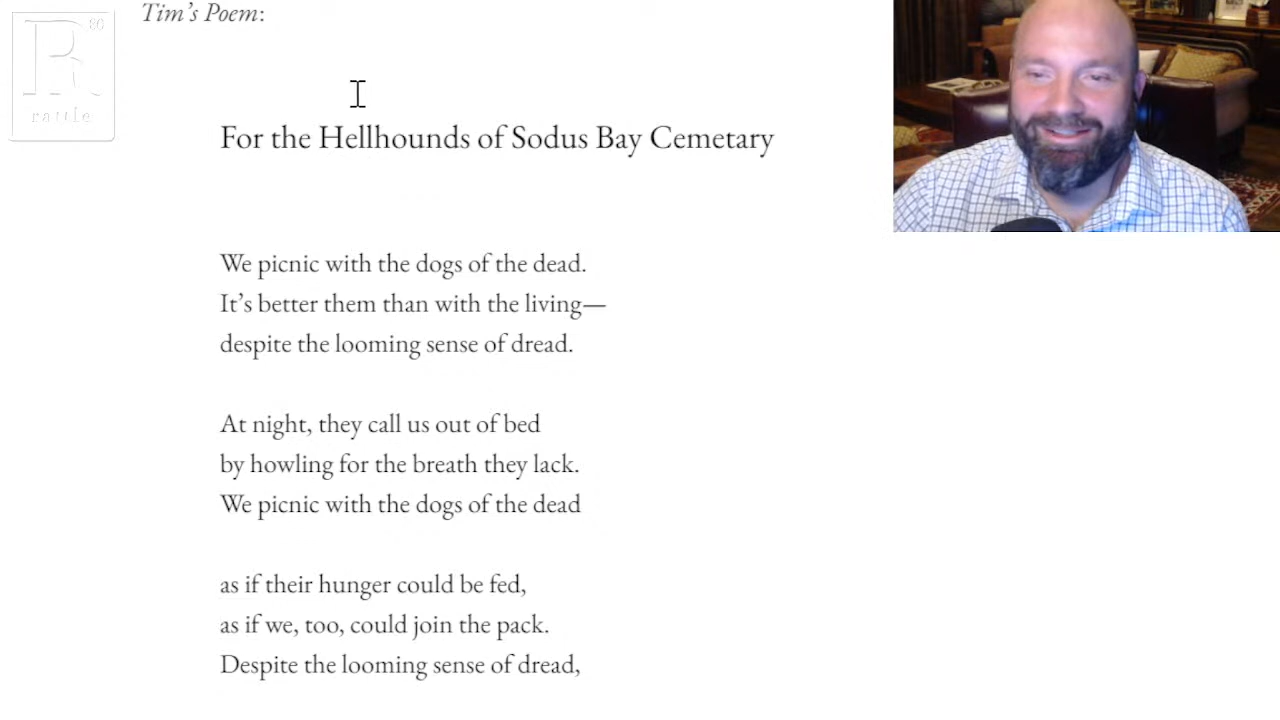 Tim's Poem:
R 80
rattle
For the Hellhounds of Sodus Bay Cemetary
We picnic with the dogs of the dead.
It's better them than with the living—
despite the looming sense of dread.
At night, they call us out of bed
by howling for the breath they lack.
We picnic with the dogs of the dead
as if their hunger could be fed,
as if we, too, could join the pack.
Despite the looming sense of dread,